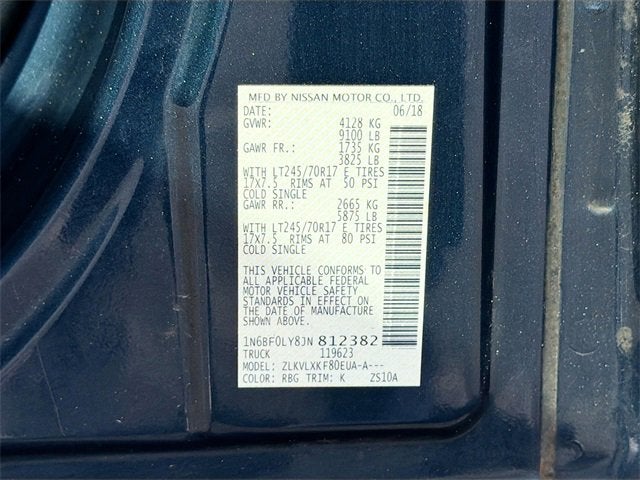 MFD BY NISSAN MOTOR CO., LTD.
DATE: 06/18
GVWR: 4128 KG
9100 LB
GAWR FR.: 1735 KG
3825 LB
WITH LT245/70R17 E TIRES
17X7.5 RIMS AT 50 PSI
COLD SINGLE
GAWR RR.: 2665 KG
5875 LB
WITH LT245/70R17 E TIRES
17X7.5 RIMS AT 80 PSI
COLD SINGLE
THIS VEHICLE CONFORMS TO
ALL APPLICABLE FEDERAL
MOTOR VEHICLE SAFETY
STANDARDS IN EFFECT ON
THE DATE OF MANUFACTURE
SHOWN ABOVE.
1N6BF0LY8JN 812382
TRUCK 119623
MODEL: ZLKVLXKF80EUA-A---
COLOR: RBG TRIM: K ZS10A